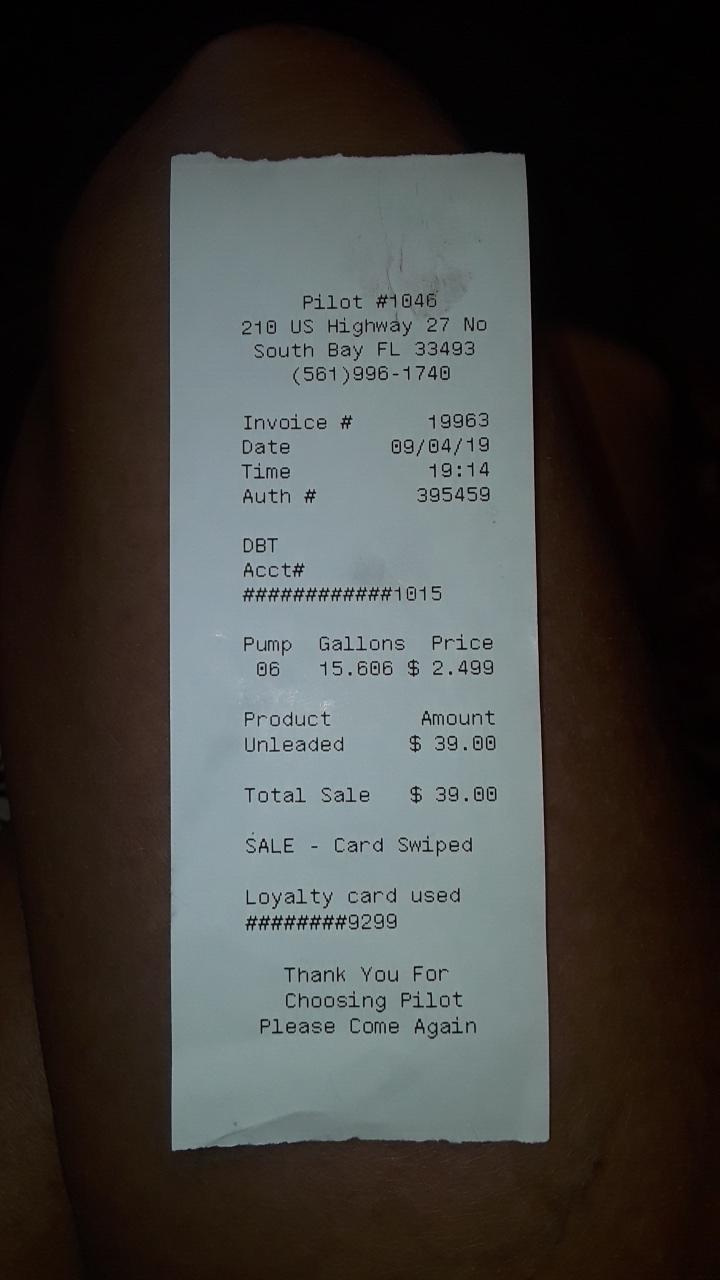 Pilot #1046
210 US Highway 27 No
South Bay FL 33493
(561)996-1740
Invoice # 19963
Date 09/04/19
Time 19:14
Auth # 395459
DBT
Acct#
############1015
Pump Gallons Price
06 15.606 $ 2.499
Product Amount
Unleaded $ 39.00
Total Sale $ 39.00
SALE - Card Swiped
Loyalty card used
########9299
Thank You For
Choosing Pilot
Please Come Again